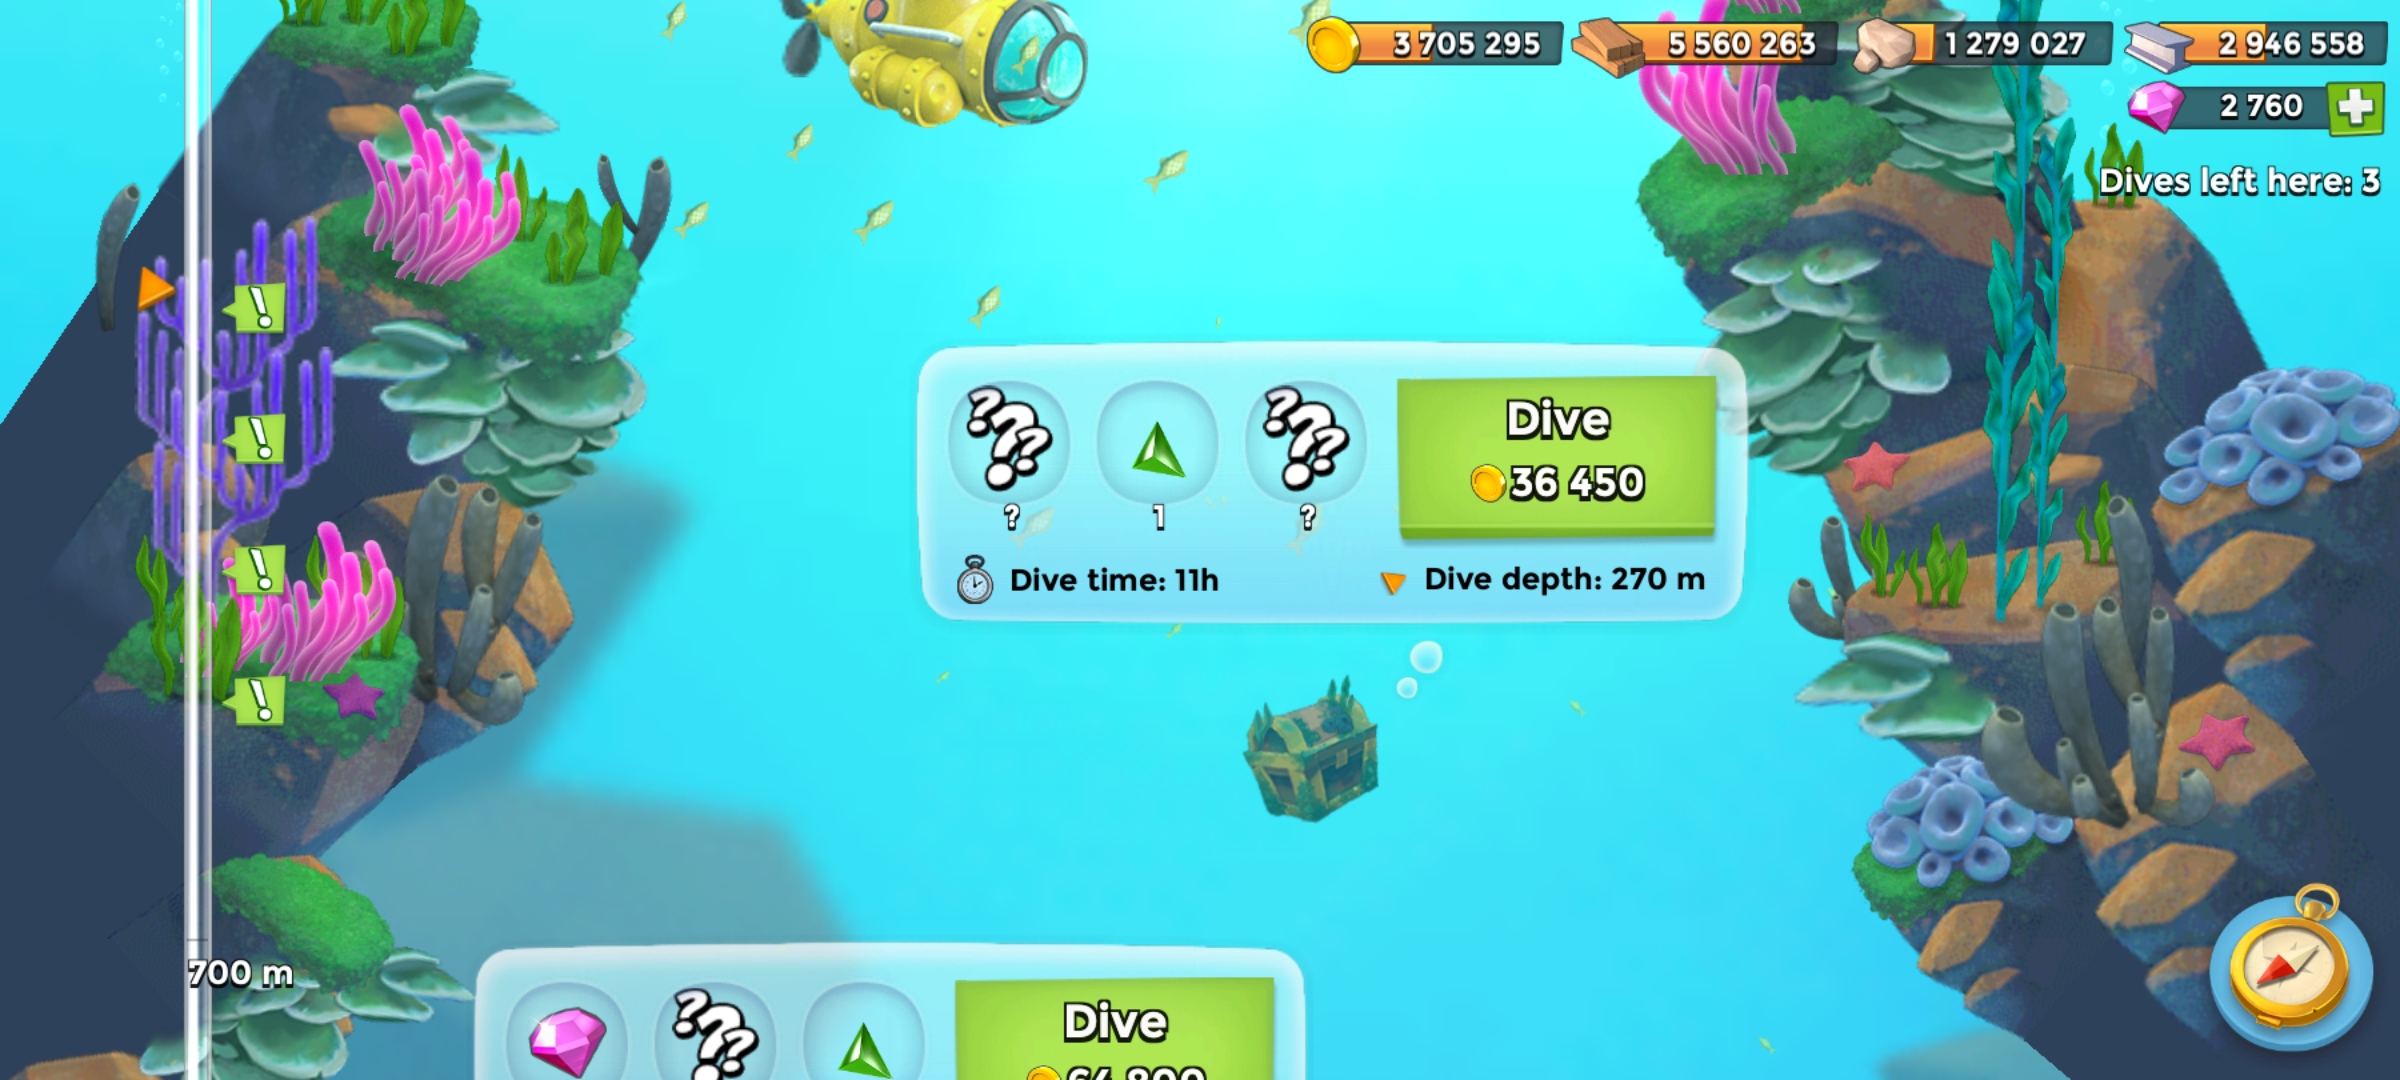 3 705 295
5 560 263
1 279 027
2 946 558
2 760
Dives left here: 3
???
???
Dive
36 450
?
1
?
Dive time: 11h
Dive depth: 270 m
700 m
???
Dive